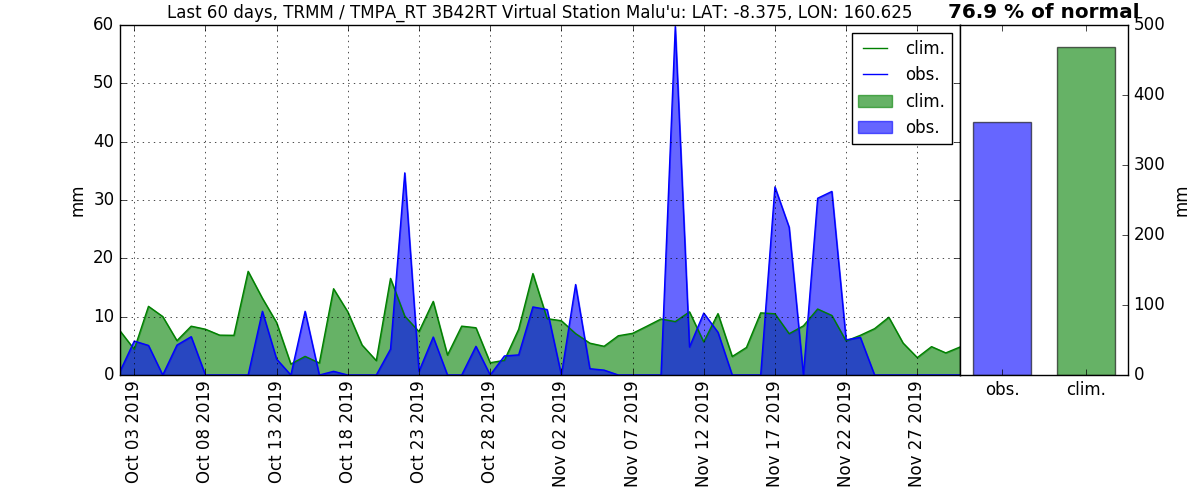 Last 60 days, TRMM / TMPA_RT 3B42RT Virtual Station Malu'u: LAT: -8.375, LON: 160.625
76.9 % of normal
60
50
40
30
20
10
0
mm
clim.
obs.
clim.
obs.
Oct 03 2019
Oct 08 2019
Oct 13 2019
Oct 18 2019
Oct 23 2019
Oct 28 2019
Nov 02 2019
Nov 07 2019
Nov 12 2019
Nov 17 2019
Nov 22 2019
Nov 27 2019
500
400
300
200
100
0
mm
obs.
clim.